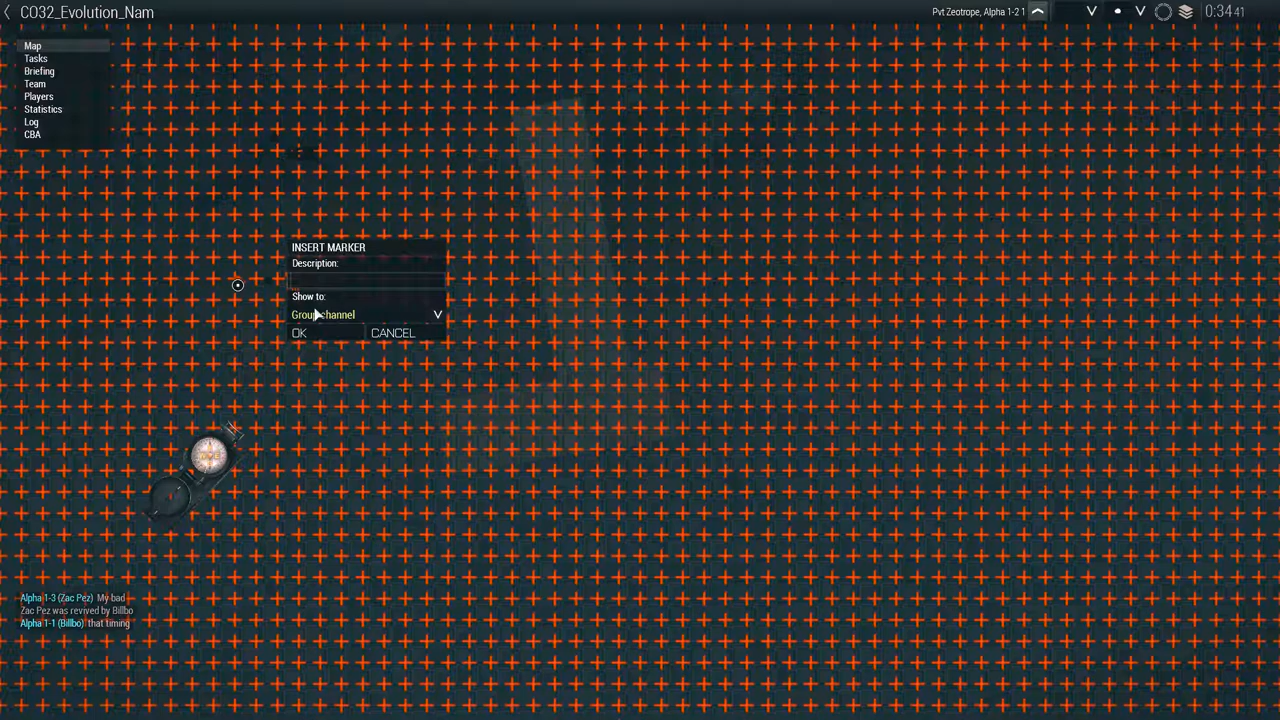 CO32_Evolution_Nam
Pvt Zeotrope, Alpha 1-2 1
0:34 41
Map
Tasks
Briefing
Team
Players
Statistics
Log
CBA
INSERT MARKER
Description:
Show to:
Group channel
OK
CANCEL
Alpha 1-3 (Zac Pez) My bad
Zac Pez was revived by Billbo
Alpha 1-1 (Billbo) that timing